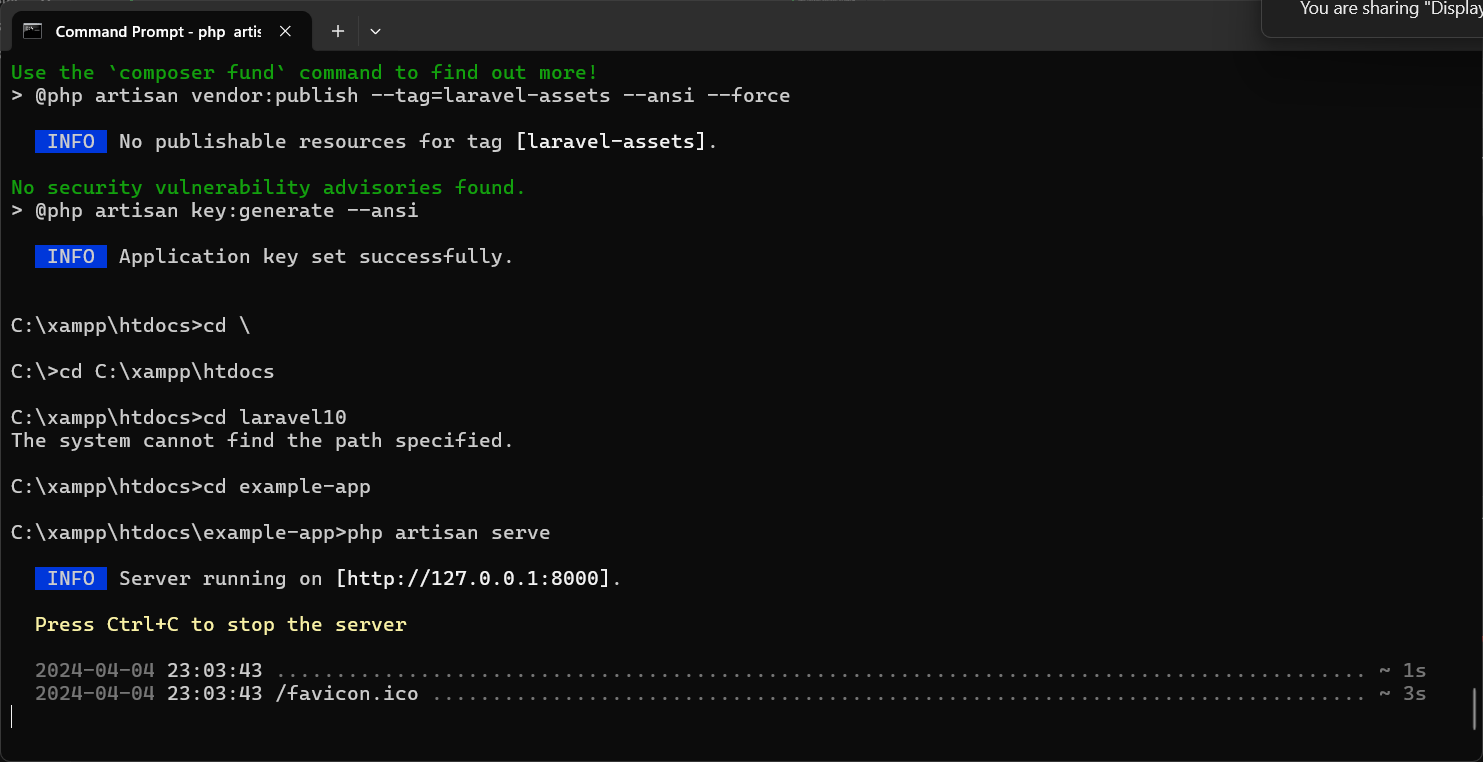 You are sharing "Display
Command Prompt - php artis
Use the `composer fund` command to find out more!
> @php artisan vendor:publish --tag=laravel-assets --ansi --force
INFO No publishable resources for tag [laravel-assets].
No security vulnerability advisories found.
> @php artisan key:generate --ansi
INFO Application key set successfully.
C:\xampp\htdocs>cd \
C:\>cd C:\xampp\htdocs
C:\xampp\htdocs>cd laravel10
The system cannot find the path specified.
C:\xampp\htdocs>cd example-app
C:\xampp\htdocs\example-app>php artisan serve
INFO Server running on [http://127.0.0.1:8000].
Press Ctrl+C to stop the server
2024-04-04 23:03:43 ........................................................................................... ~ 1s
2024-04-04 23:03:43 /favicon.ico .............................................................................. ~ 3s